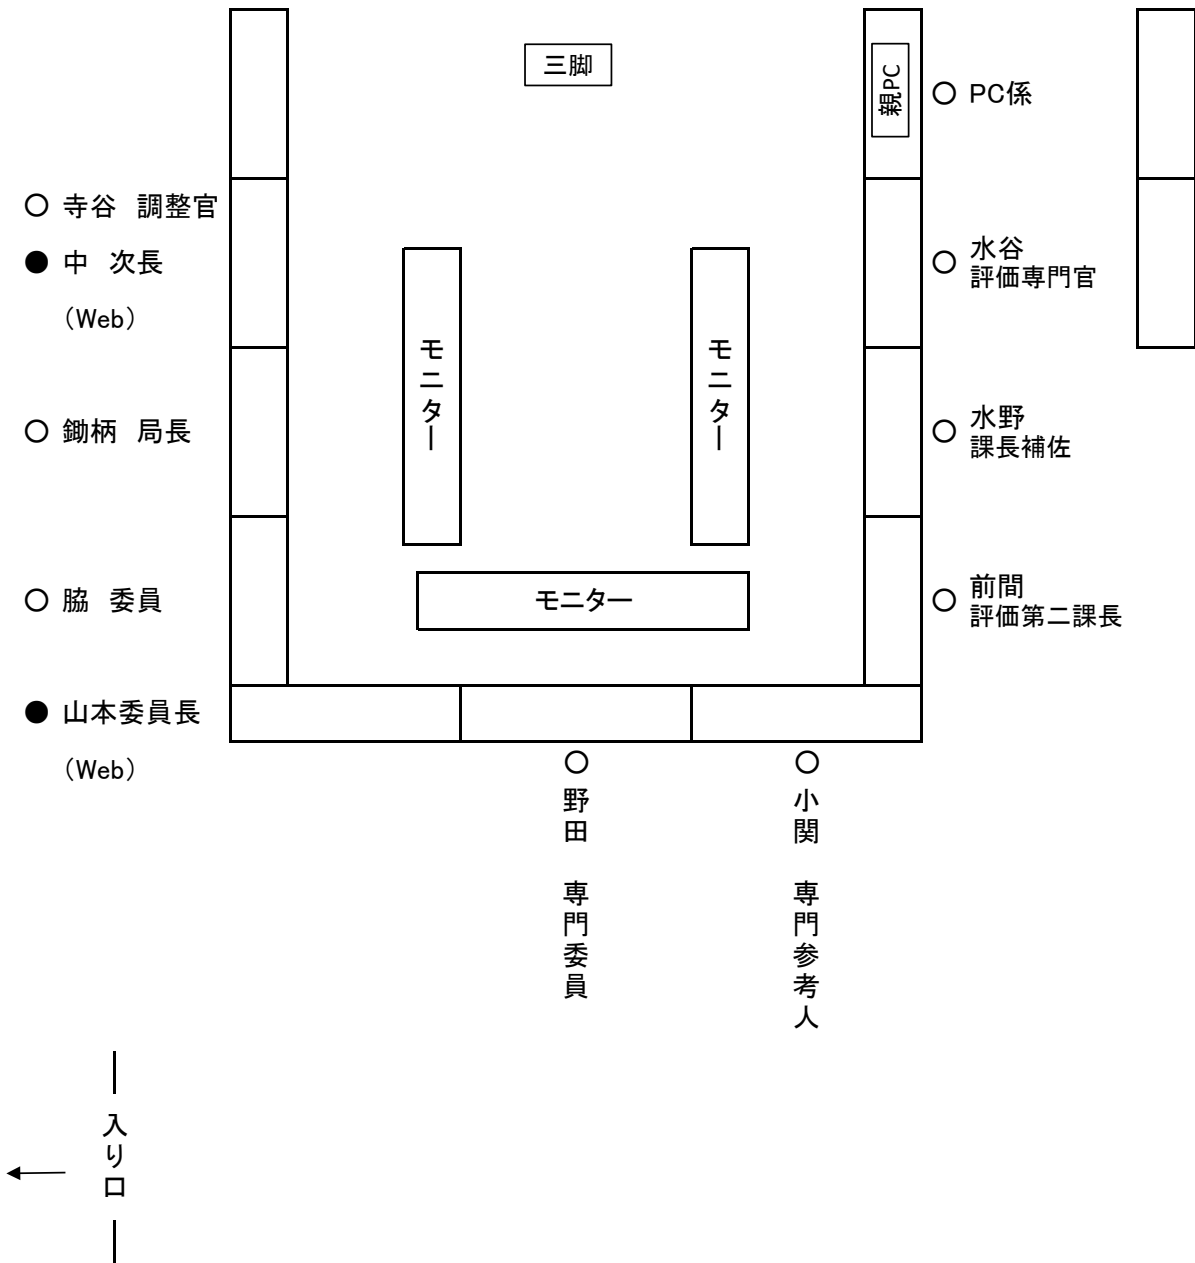 三脚
親PC
○ PC係
○ 寺谷　調整官
● 中　次長
（Web）
○ 水谷
評価専門官
モニター
モニター
○ 鋤柄　局長
○ 水野
課長補佐
○ 脇　委員
モニター
○ 前間
評価第二課長
● 山本委員長
（Web）
○野田　専門委員
○小関　専門参考人
入り口